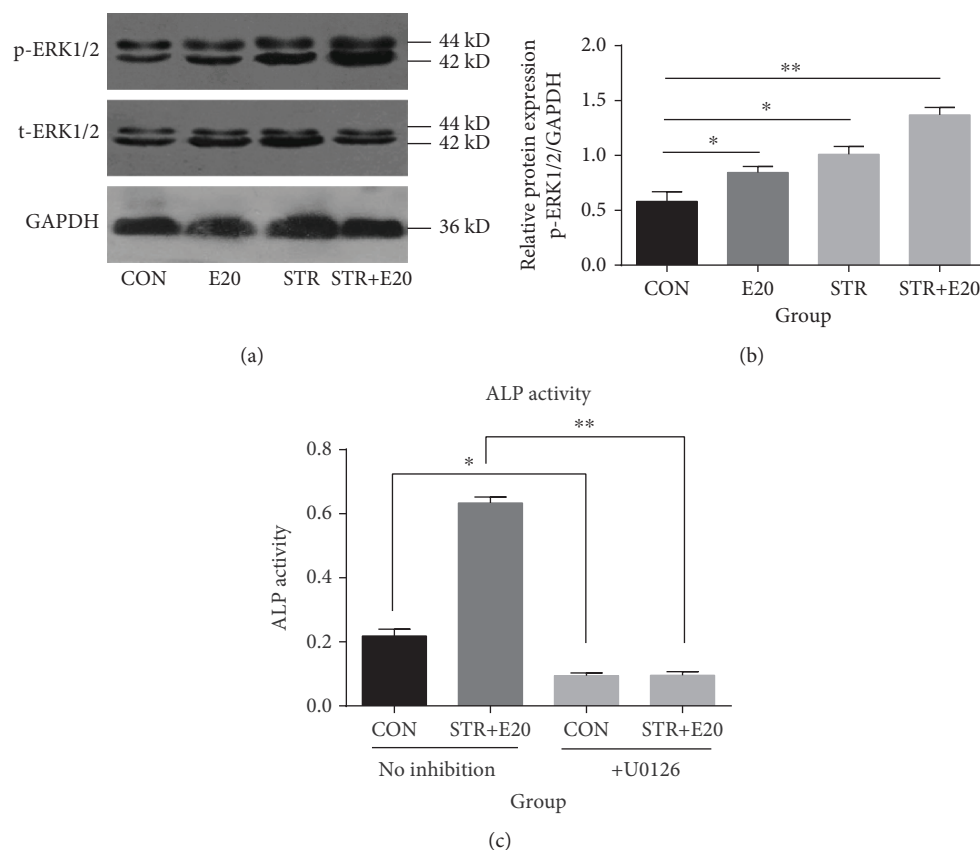 p-ERK1/2
44 kD
42 kD
t-ERK1/2
44 kD
42 kD
GAPDH
36 kD
CON E20 STR STR+E20
(a)
Relative protein expression
p-ERK1/2/GAPDH
2.0
1.5
1.0
0.5
0.0
**
*
*
CON E20 STR STR+E20
Group
(b)
ALP activity
ALP activity
0.8
0.6
0.4
0.2
0.0
**
*
CON STR+E20 CON STR+E20
No inhibition +U0126
Group
(c)